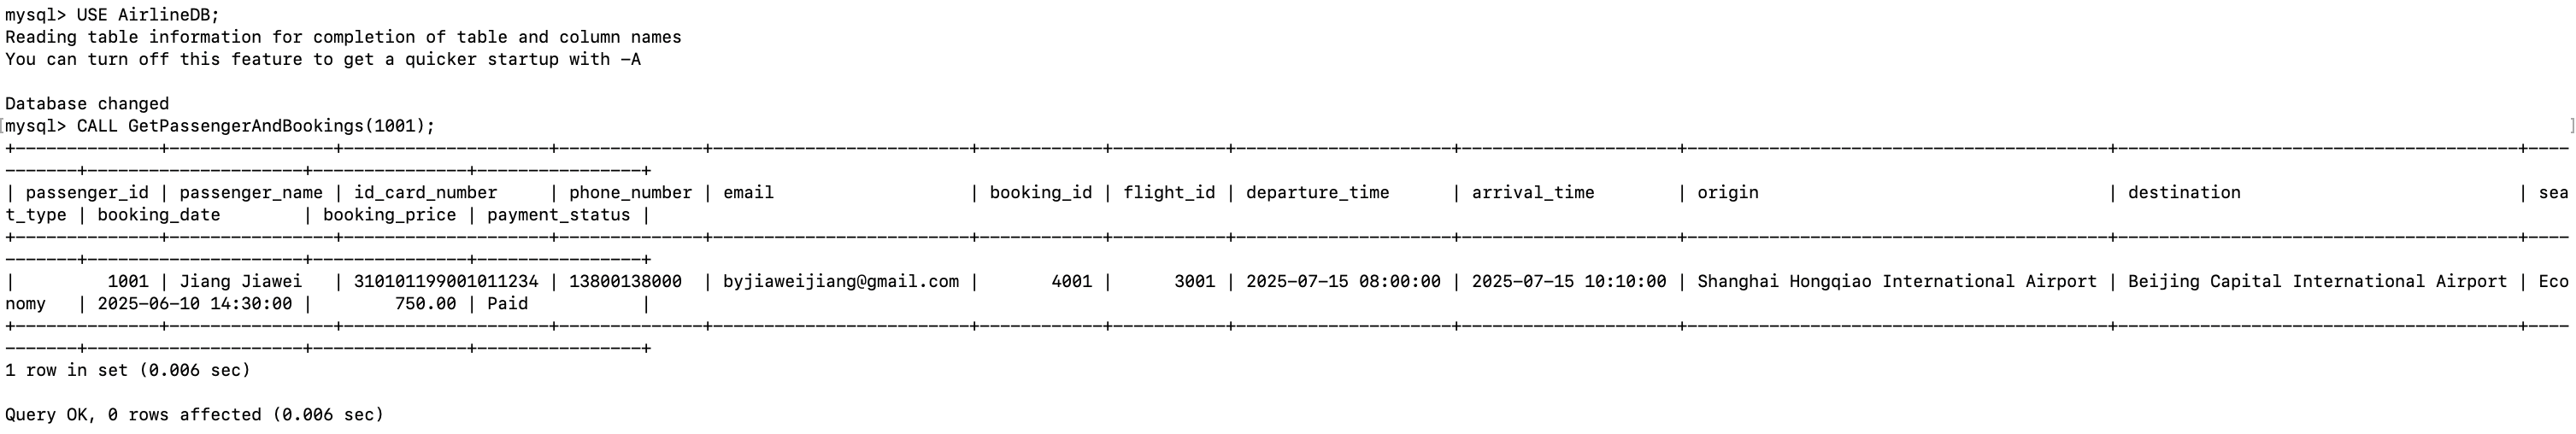 mysql> USE AirlineDB;
Reading table information for completion of table and column names
You can turn off this feature to get a quicker startup with -A

Database changed
[mysql> CALL GetPassengerAndBookings(1001); ]
+--------------+----------------+--------------------+--------------+-------------------------+------------+-----------+---------------------+---------------------+-----------------------------------------+---------------------------------------+----
-------+---------------------+---------------+----------------+
| passenger_id | passenger_name | id_card_number     | phone_number | email                   | booking_id | flight_id | departure_time      | arrival_time        | origin                                  | destination                           | sea
t_type | booking_date        | booking_price | payment_status |
+--------------+----------------+--------------------+--------------+-------------------------+------------+-----------+---------------------+---------------------+-----------------------------------------+---------------------------------------+----
-------+---------------------+---------------+----------------+
|         1001 | Jiang Jiawei   | 310101199001011234 | 13800138000  | byjiaweijiang@gmail.com |       4001 |      3001 | 2025-07-15 08:00:00 | 2025-07-15 10:10:00 | Shanghai Hongqiao International Airport | Beijing Capital International Airport | Eco
nomy   | 2025-06-10 14:30:00 |        750.00 | Paid           |
+--------------+----------------+--------------------+--------------+-------------------------+------------+-----------+---------------------+---------------------+-----------------------------------------+---------------------------------------+----
-------+---------------------+---------------+----------------+
1 row in set (0.006 sec)

Query OK, 0 rows affected (0.006 sec)